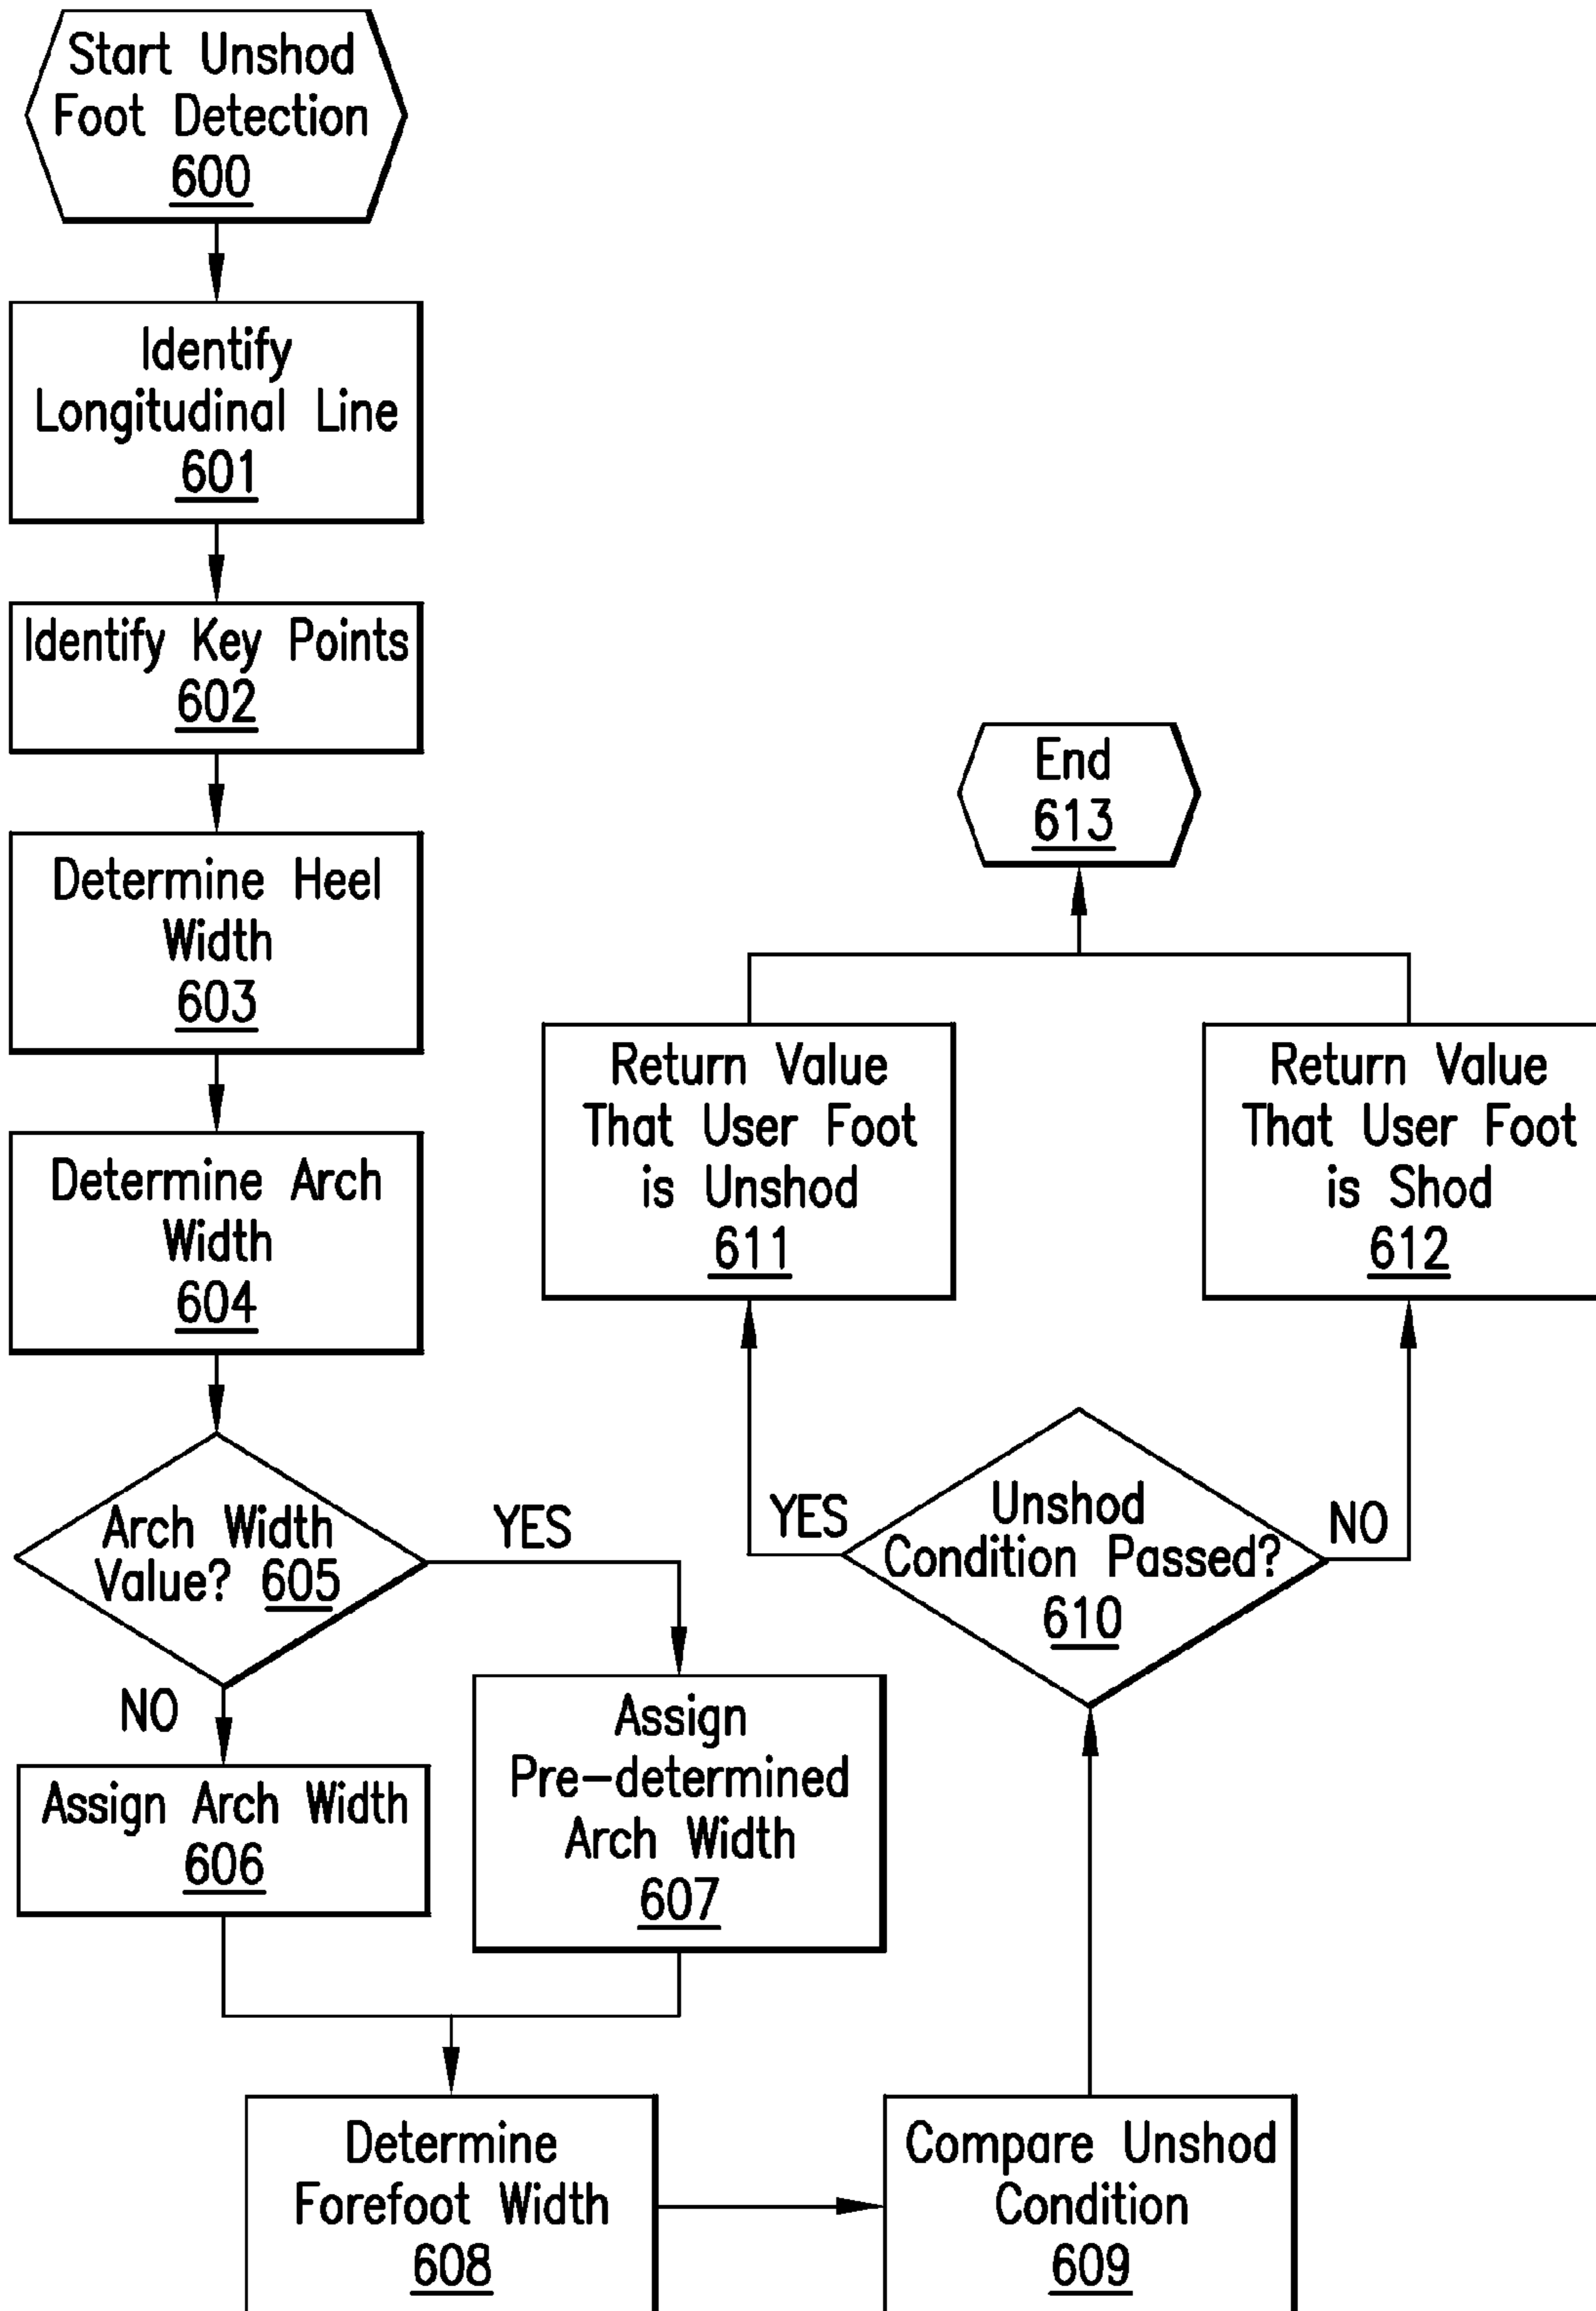 Start Unshod
Foot Detection
600
Identify
Longitudinal Line
601
Identify Key Points
602
Determine Heel
Width
603
Determine Arch
Width
604
Arch Width
Value? 605
YES
NO
Assign Arch Width
606
Assign
Pre-determined
Arch Width
607
Determine
Forefoot Width
608
Compare Unshod
Condition
609
Unshod
Condition Passed?
610
YES
NO
Return Value
That User Foot
is Unshod
611
Return Value
That User Foot
is Shod
612
End
613